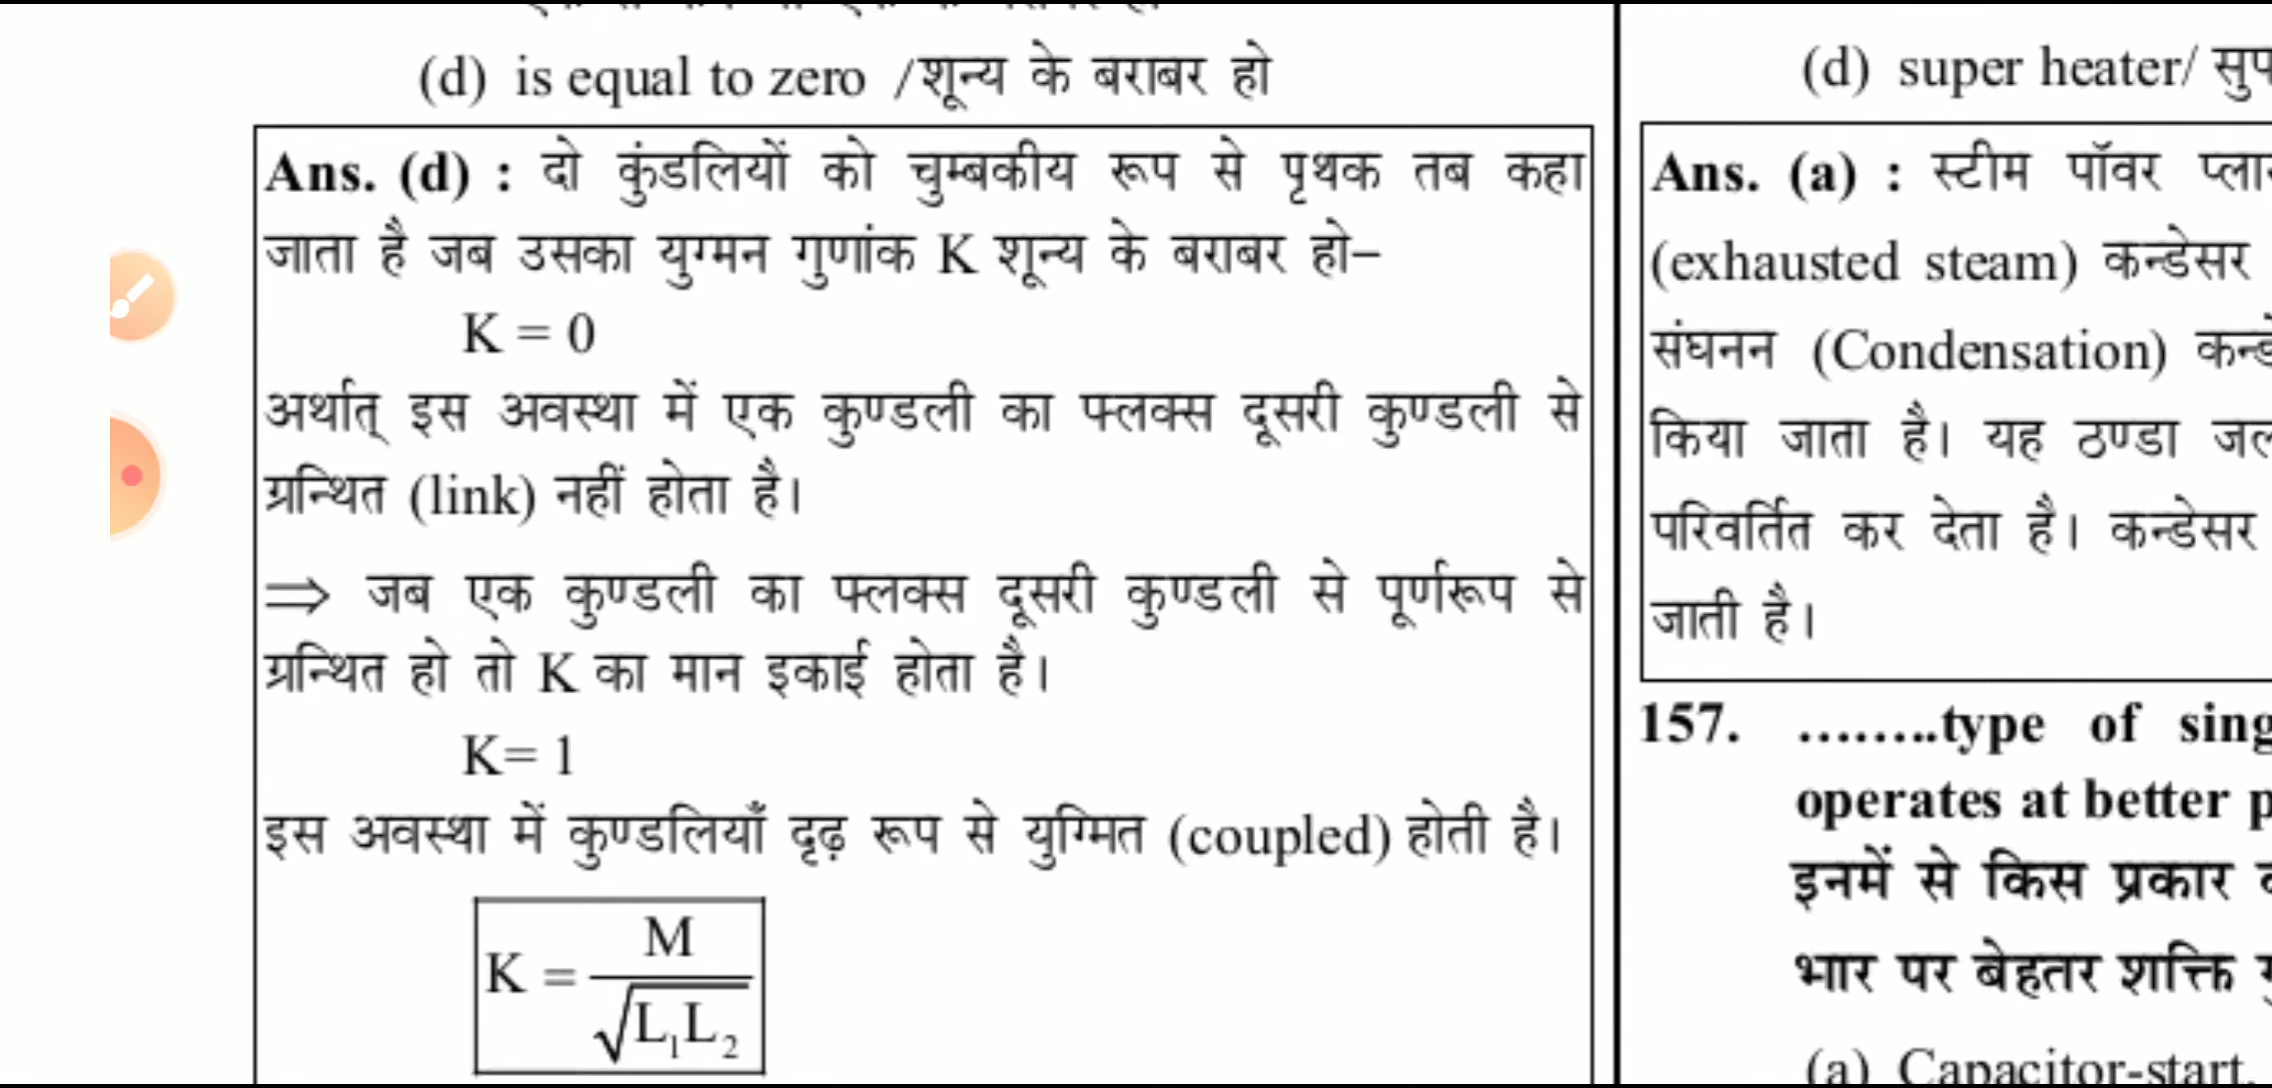 (d) is equal to zero /शून्य के बराबर हो
Ans. (d) : दो कुंडलियों को चुम्बकीय रूप से पृथक तब कहा
जाता है जब उसका युग्मन गुणांक K शून्य के बराबर हो–
K = 0
अर्थात् इस अवस्था में एक कुण्डली का फ्लक्स दूसरी कुण्डली से
ग्रन्थित (link) नहीं होता है।
⇒ जब एक कुण्डली का फ्लक्स दूसरी कुण्डली से पूर्णरूप से
ग्रन्थित हो तो K का मान इकाई होता है।
K= 1
इस अवस्था में कुण्डलियाँ दृढ़ रूप से युग्मित (coupled) होती है।
K = M / √L₁L₂
(d) super heater/
Ans. (a) : स्टीम पॉवर
(exhausted steam) कन्डेसर
संघनन (Condensation)
किया जाता है। यह ठण्डा
परिवर्तित कर देता है। कन्डेसर
जाती है।
157. ........type of
operates at better
इनमें से किस प्रकार
भार पर बेहतर शक्ति
(a) Capacitor-start